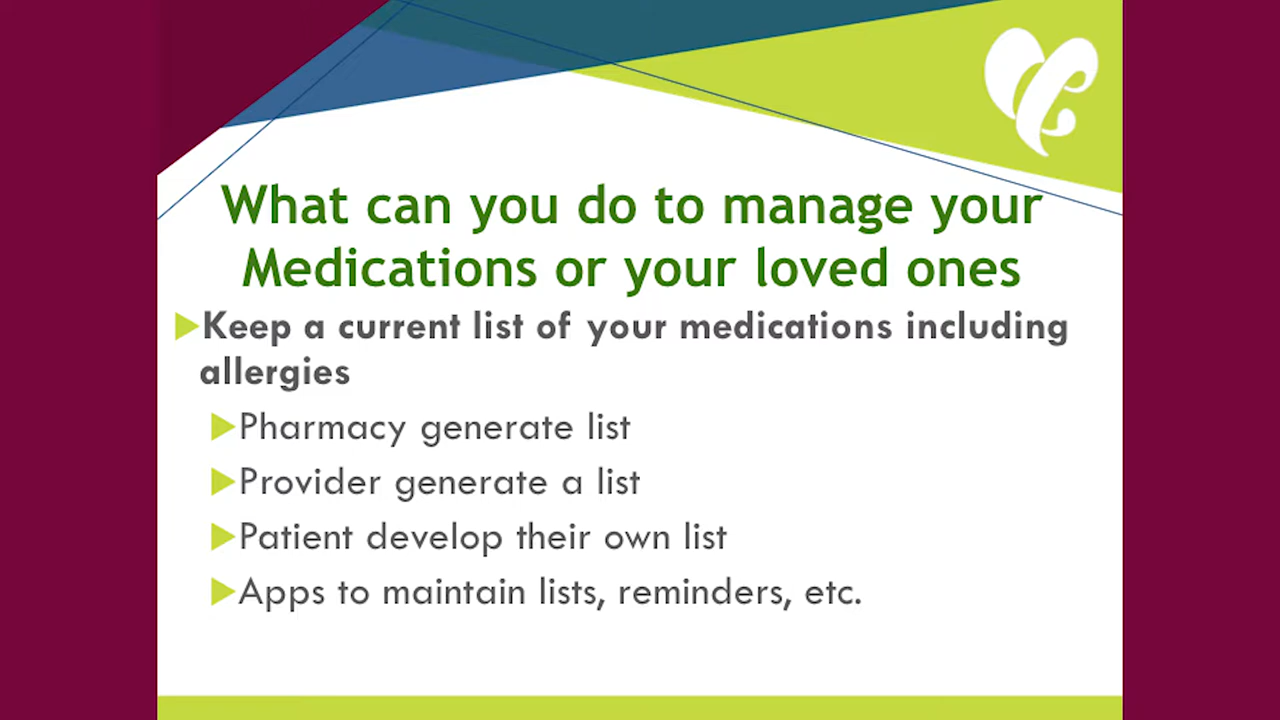 What can you do to manage your
Medications or your loved ones
Keep a current list of your medications including
allergies
Pharmacy generate list
Provider generate a list
Patient develop their own list
Apps to maintain lists, reminders, etc.